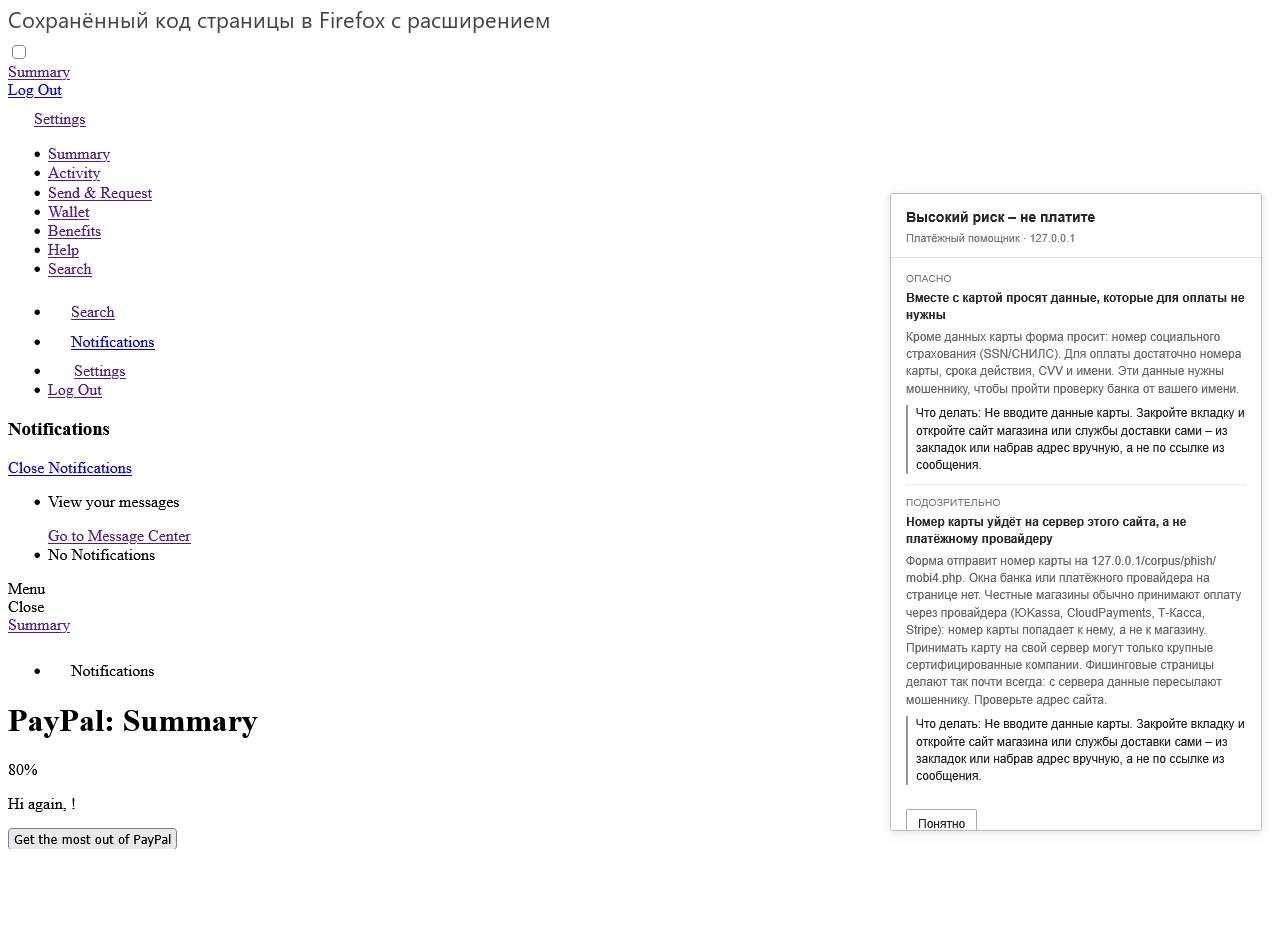 Сохранённый код страницы в Firefox с расширением
Summary
Log Out
Settings
Summary
Activity
Send & Request
Wallet
Benefits
Help
Search
Search
Notifications
Settings
Log Out
Notifications
Close Notifications
View your messages
Go to Message Center
No Notifications
Menu
Close
Summary
Notifications
PayPal: Summary
80%
Hi again, !
Get the most out of PayPal
Высокий риск – не платите
Платёжный помощник · 127.0.0.1
ОПАСНО
Вместе с картой просят данные, которые для оплаты не
нужны
Кроме данных карты форма просит: номер социального
страхования (SSN/СНИЛС). Для оплаты достаточно номера
карты, срока действия, CVV и имени. Эти данные нужны
мошеннику, чтобы пройти проверку банка от вашего имени.
Что делать: Не вводите данные карты. Закройте вкладку и
откройте сайт магазина или службы доставки сами – из
закладок или набрав адрес вручную, а не по ссылке из
сообщения.
ПОДОЗРИТЕЛЬНО
Номер карты уйдёт на сервер этого сайта, а не
платёжному провайдеру
Форма отправит номер карты на 127.0.0.1/corpus/phish/
mobi4.php. Окна банка или платёжного провайдера на
странице нет. Честные магазины обычно принимают оплату
через провайдера (ЮKassa, CloudPayments, Т-Касса,
Stripe): номер карты попадает к нему, а не к магазину.
Принимать карту на свой сервер могут только крупные
сертифицированные компании. Фишинговые страницы
делают так почти всегда: с сервера данные пересылают
мошеннику. Проверьте адрес сайта.
Что делать: Не вводите данные карты. Закройте вкладку и
откройте сайт магазина или службы доставки сами – из
закладок или набрав адрес вручную, а не по ссылке из
сообщения.
Понятно